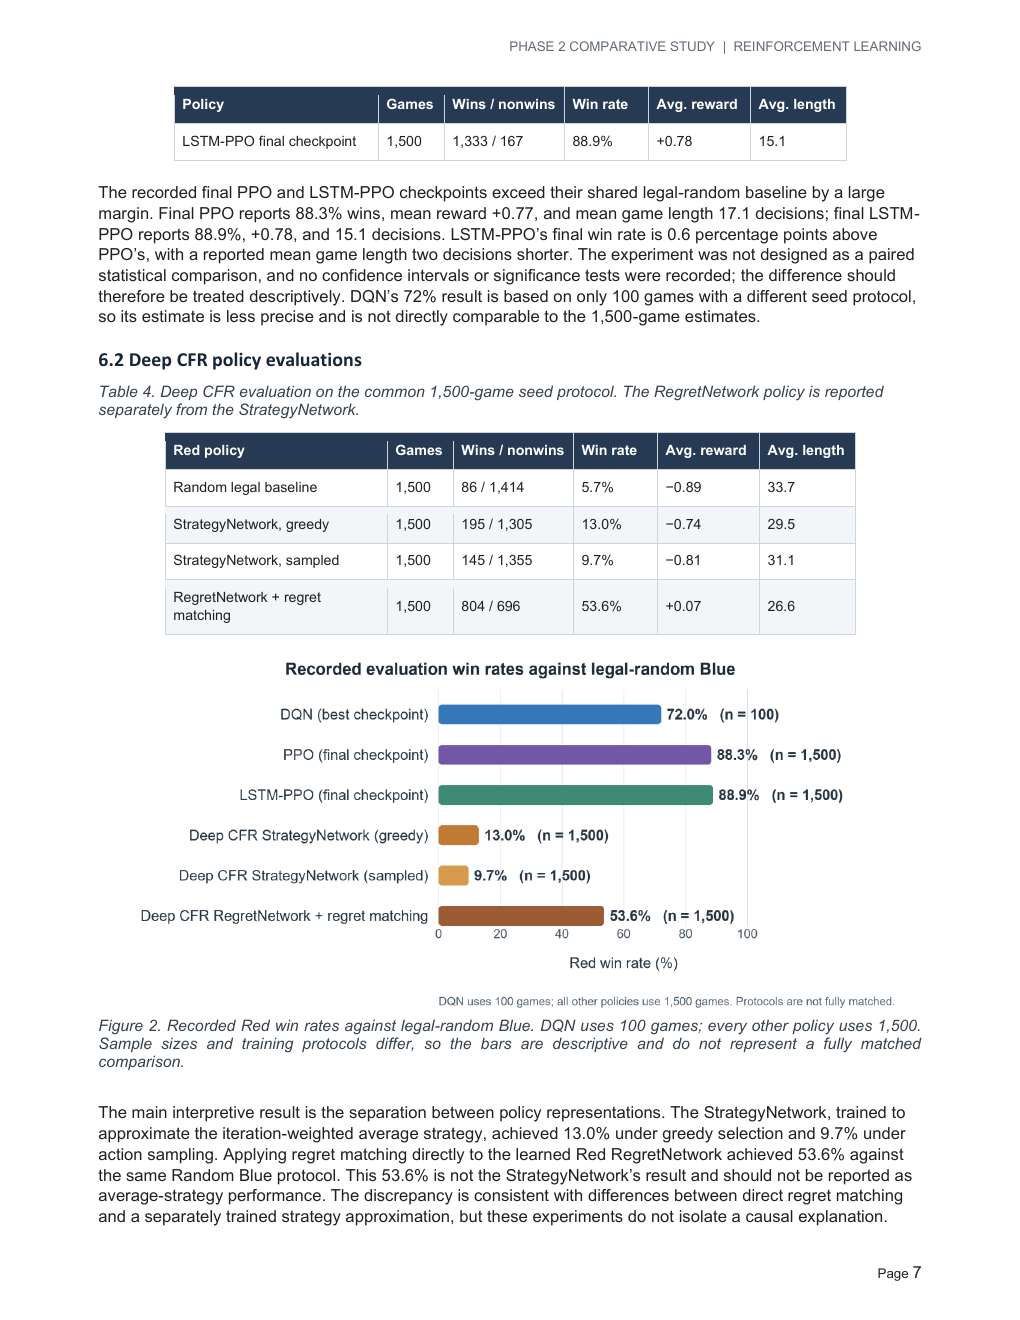 PHASE 2 COMPARATIVE STUDY | REINFORCEMENT LEARNING
Policy Games Wins / nonwins Win rate Avg. reward Avg. length
LSTM-PPO final checkpoint 1,500 1,333 / 167 88.9% +0.78 15.1
The recorded final PPO and LSTM-PPO checkpoints exceed their shared legal-random baseline by a large
margin. Final PPO reports 88.3% wins, mean reward +0.77, and mean game length 17.1 decisions; final LSTM-
PPO reports 88.9%, +0.78, and 15.1 decisions. LSTM-PPO’s final win rate is 0.6 percentage points above
PPO’s, with a reported mean game length two decisions shorter. The experiment was not designed as a paired
statistical comparison, and no confidence intervals or significance tests were recorded; the difference should
therefore be treated descriptively. DQN’s 72% result is based on only 100 games with a different seed protocol,
so its estimate is less precise and is not directly comparable to the 1,500-game estimates.
6.2 Deep CFR policy evaluations
Table 4. Deep CFR evaluation on the common 1,500-game seed protocol. The RegretNetwork policy is reported
separately from the StrategyNetwork.
Red policy Games Wins / nonwins Win rate Avg. reward Avg. length
Random legal baseline 1,500 86 / 1,414 5.7% −0.89 33.7
StrategyNetwork, greedy 1,500 195 / 1,305 13.0% −0.74 29.5
StrategyNetwork, sampled 1,500 145 / 1,355 9.7% −0.81 31.1
RegretNetwork + regret
matching 1,500 804 / 696 53.6% +0.07 26.6
Recorded evaluation win rates against legal-random Blue
DQN (best checkpoint) 72.0% (n = 100)
PPO (final checkpoint) 88.3% (n = 1,500)
LSTM-PPO (final checkpoint) 88.9% (n = 1,500)
Deep CFR StrategyNetwork (greedy) 13.0% (n = 1,500)
Deep CFR StrategyNetwork (sampled) 9.7% (n = 1,500)
Deep CFR RegretNetwork + regret matching 53.6% (n = 1,500)
0 20 40 60 80 100
Red win rate (%)
DQN uses 100 games; all other policies use 1,500 games. Protocols are not fully matched.
Figure 2. Recorded Red win rates against legal-random Blue. DQN uses 100 games; every other policy uses 1,500.
Sample sizes and training protocols differ, so the bars are descriptive and do not represent a fully matched
comparison.
The main interpretive result is the separation between policy representations. The StrategyNetwork, trained to
approximate the iteration-weighted average strategy, achieved 13.0% under greedy selection and 9.7% under
action sampling. Applying regret matching directly to the learned Red RegretNetwork achieved 53.6% against
the same Random Blue protocol. This 53.6% is not the StrategyNetwork’s result and should not be reported as
average-strategy performance. The discrepancy is consistent with differences between direct regret matching
and a separately trained strategy approximation, but these experiments do not isolate a causal explanation.
Page 7